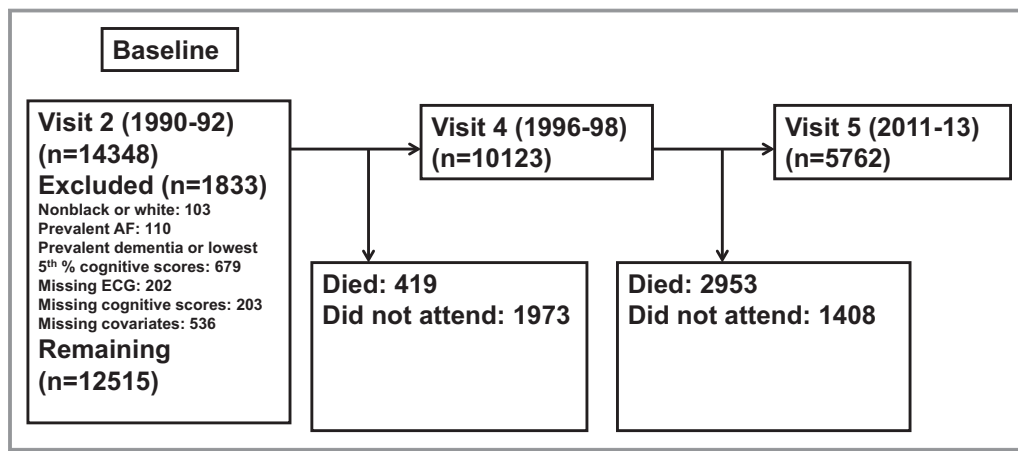 Baseline
Visit 2 (1990-92)
(n=14348)
Excluded (n=1833)
Nonblack or white: 103
Prevalent AF: 110
Prevalent dementia or lowest
5th % cognitive scores: 679
Missing ECG: 202
Missing cognitive scores: 203
Missing covariates: 536
Remaining
(n=12515)
Visit 4 (1996-98)
(n=10123)
Visit 5 (2011-13)
(n=5762)
Died: 419
Did not attend: 1973
Died: 2953
Did not attend: 1408